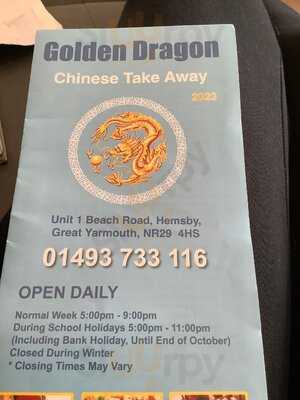 Golden Dragon
Chinese Take Away
2022
Unit 1 Beach Road, Hemsby,
Great Yarmouth, NR29 4HS
01493 733 116
OPEN DAILY
Normal Week 5:00pm - 9:00pm
During School Holidays 5:00pm - 11:00pm
(Including Bank Holiday, Until End of October)
Closed During Winter
* Closing Times May Vary